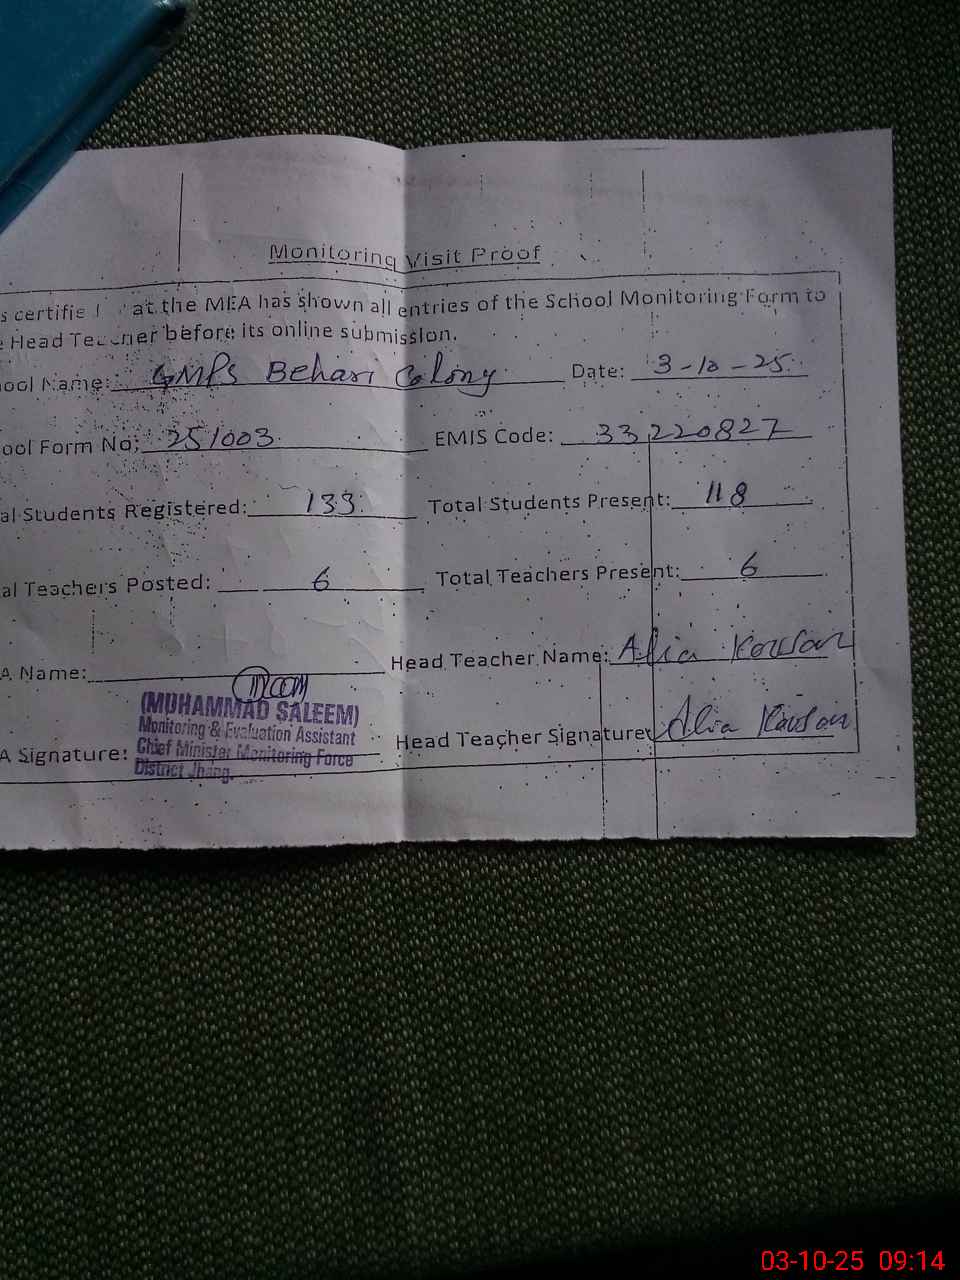 Monitoring Visit Proof
s certifie at the MEA has shown all entries of the School Monitoring Form to
Head Teacher before its online submission.
ool Name: GMPS Behari Colony Date: 3-10-25
ool Form No: 251003 EMIS Code: 33220827
al Students Registered: 133 Total Students Present: 118
al Teachers Posted: 6 Total Teachers Present: 6
A Name: Head Teacher Name: Alia Kousar
(MUHAMMAD SALEEM)
Monitoring & Evaluation Assistant
A Signature: Chief Minister Monitoring Force Head Teacher Signature: Alia Kousar
District Jhang.
03-10-25 09:14